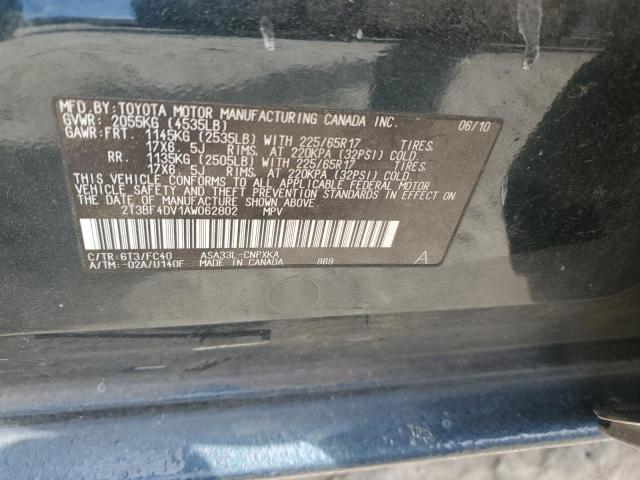 MFD.BY: TOYOTA MOTOR MANUFACTURING CANADA INC. 06/10
GVWR: 2055KG (4535LB)
GAWR: FRT 1145KG (2535LB) WITH 225/65R17 TIRES,
17X6.5J RIMS, AT 220KPA (32PSI) COLD.
RR 1135KG (2505LB) WITH 225/65R17 TIRES,
17X6.5J RIMS, AT 220KPA (32PSI) COLD.
THIS VEHICLE CONFORMS TO ALL APPLICABLE FEDERAL MOTOR
VEHICLE SAFETY AND THEFT PREVENTION STANDARDS IN EFFECT ON
THE DATE OF MANUFACTURE SHOWN ABOVE.
2T3BF4DV1AW062802 MPV
C/TR: 6T3/FC40 ASA33L-CNPXKA
A/TM: -02A/U140F MADE IN CANADA 869 A